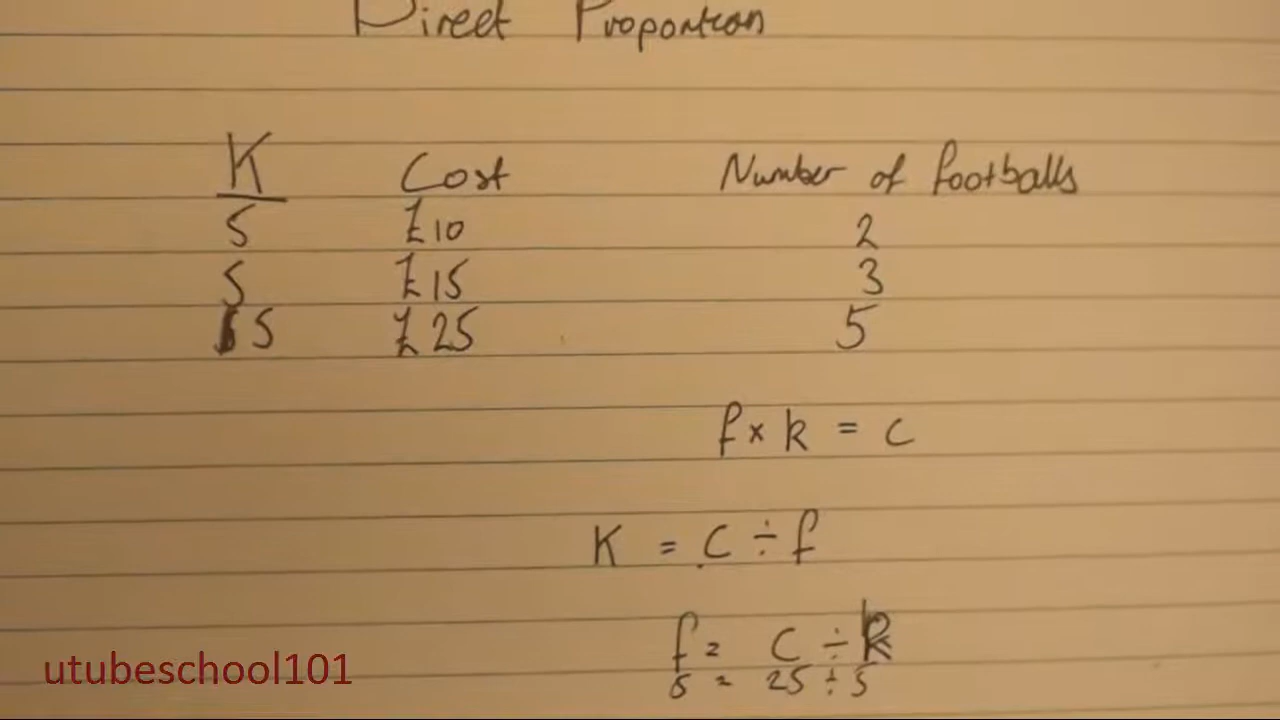 Direct Proportion
K Cost Number of footballs
5 £10 2
5 £15 3
5 £25 5
f × k = c
K = C ÷ f
f = C ÷ k
5 = 25 ÷ 5
utubeschool101